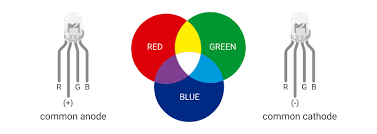 RED
GREEN
BLUE
R
G
B
(+)
common anode
R
G
B
(-)
common cathode